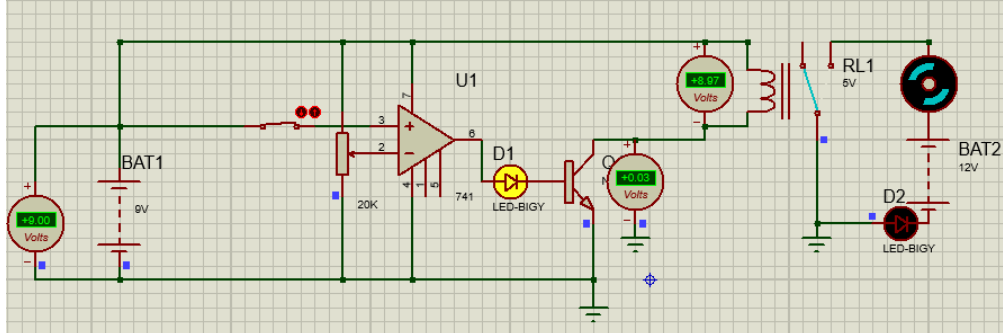 U1
7
3
2
6
4
1
5
741
20K
BAT1
9V
+9.00
Volts
D1
LED-BIGY
+0.03
Volts
+8.97
Volts
RL1
5V
BAT2
12V
D2
LED-BIGY